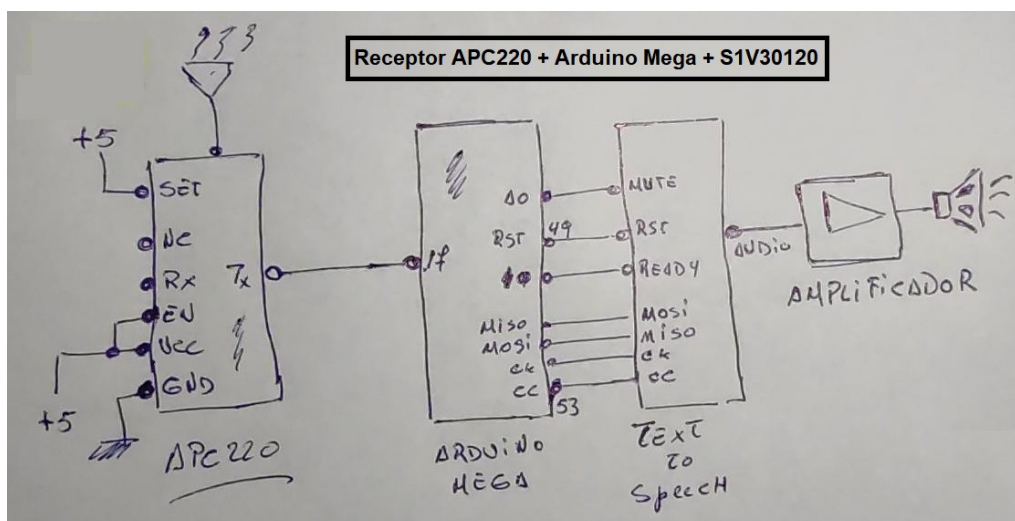 Receptor APC220 + Arduino Mega + S1V30120
+5
SET
NC
Rx
Tx
EN
VCC
GND
+5
APC220
17
A0
RST
49
MISO
MOSI
CK
CC
53
ARDUINO
MEGA
MUTE
RST
READY
MOSI
MISO
CK
CC
TEXT
TO
SPEECH
AUDIO
AMPLIFICADOR